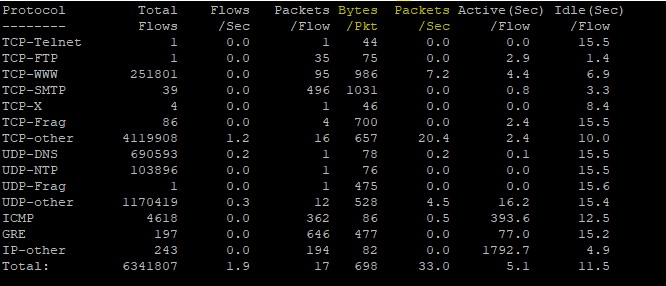 Protocol         Total    Flows   Packets Bytes  Packets Active(Sec) Idle(Sec)
--------         Flows     /Sec     /Flow  /Pkt     /Sec     /Flow     /Flow
TCP-Telnet           1      0.0         1    44      0.0       0.0      15.5
TCP-FTP              1      0.0        35    75      0.0       2.9       1.4
TCP-WWW         251801      0.0        95   986      7.2       4.4       6.9
TCP-SMTP            39      0.0       496  1031      0.0       0.8       3.3
TCP-X                4      0.0         1    46      0.0       0.0       8.4
TCP-Frag            86      0.0         4   700      0.0       2.4      15.5
TCP-other      4119908      1.2        16   657     20.4       2.4      10.0
UDP-DNS         690593      0.2         1    78      0.2       0.1      15.5
UDP-NTP         103896      0.0         1    76      0.0       0.0      15.5
UDP-Frag             1      0.0         1   475      0.0       0.0      15.6
UDP-other      1170419      0.3        12   528      4.5      16.2      15.4
ICMP              4618      0.0       362    86      0.5     393.6      12.5
GRE                197      0.0       646   477      0.0      77.0      15.2
IP-other           243      0.0       194    82      0.0    1792.7       4.9
Total:         6341807      1.9        17   698     33.0       5.1      11.5